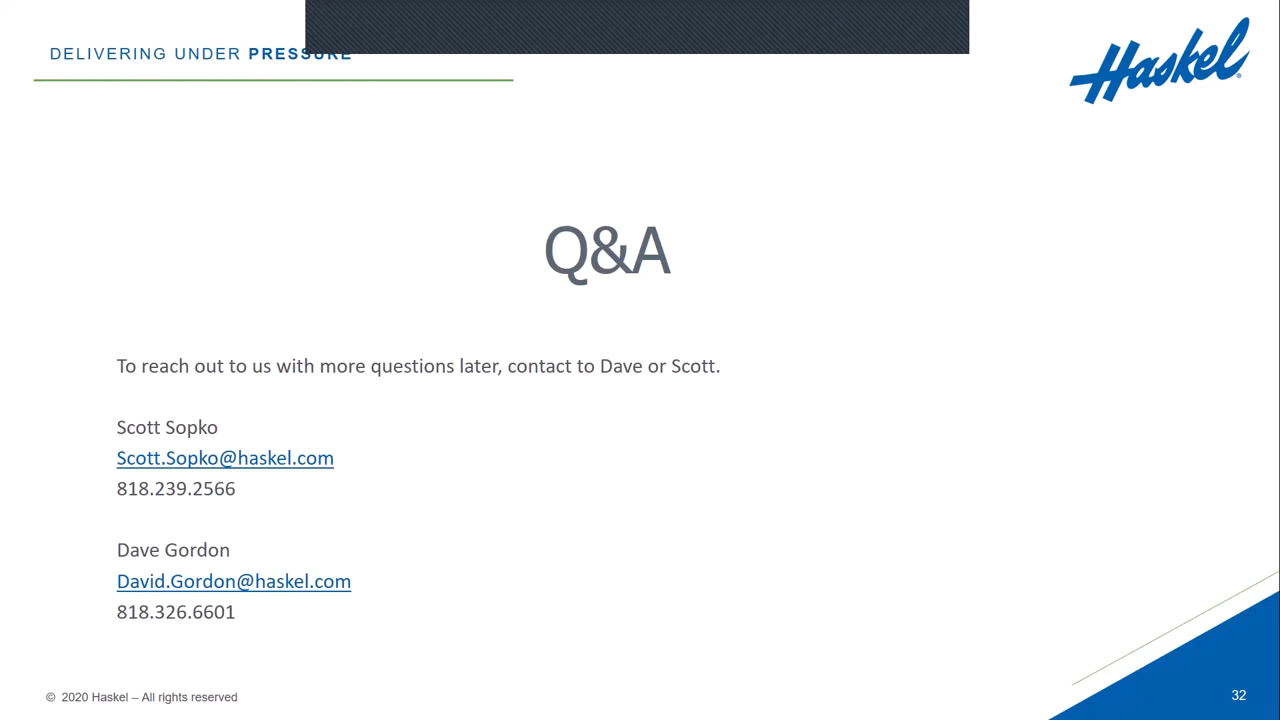 DELIVERING UNDER PRESSURE
Haskel®
Q&A
To reach out to us with more questions later, contact to Dave or Scott.
Scott Sopko
Scott.Sopko@haskel.com
818.239.2566
Dave Gordon
David.Gordon@haskel.com
818.326.6601
© 2020 Haskel – All rights reserved
32